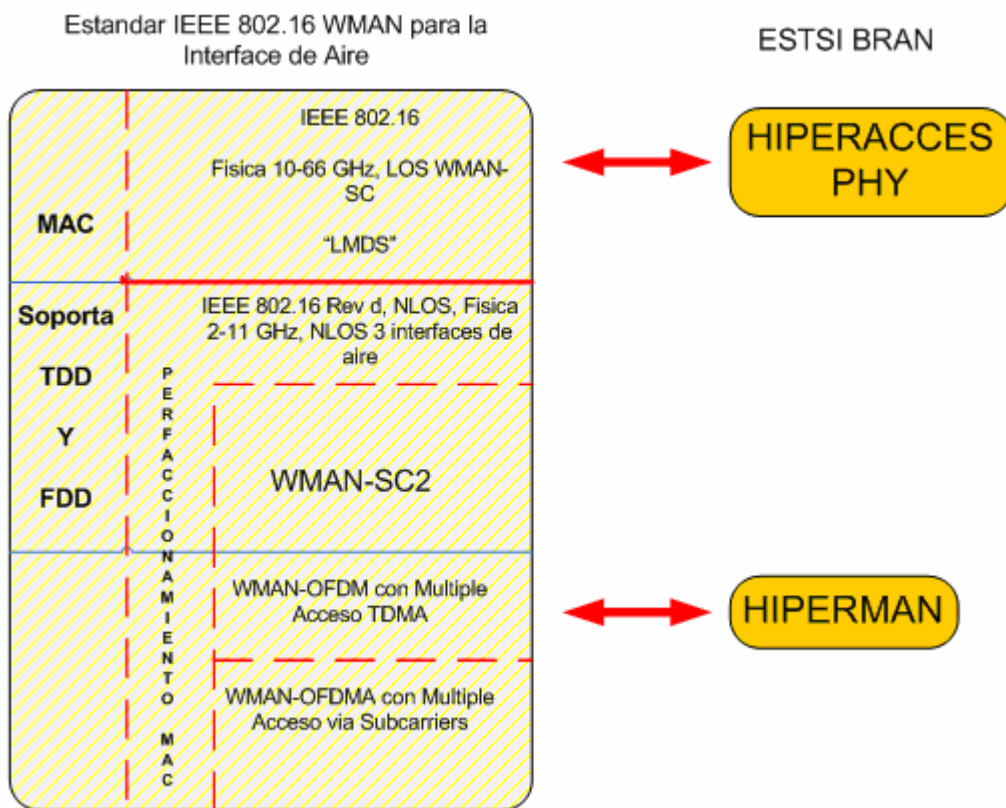 Estandar IEEE 802.16 WMAN para la
Interface de Aire
ESTSI BRAN
IEEE 802.16
Fisica 10-66 GHz, LOS WMAN-
SC
“LMDS”
MAC
HIPERACCES
PHY
Soporta
TDD
Y
FDD
PERFACCIONAMIENTO MAC
IEEE 802.16 Rev d, NLOS, Fisica
2-11 GHz, NLOS 3 interfaces de
aire
WMAN-SC2
WMAN-OFDM con Multiple
Acceso TDMA
HIPERMAN
WMAN-OFDMA con Multiple
Acceso via Subcarriers